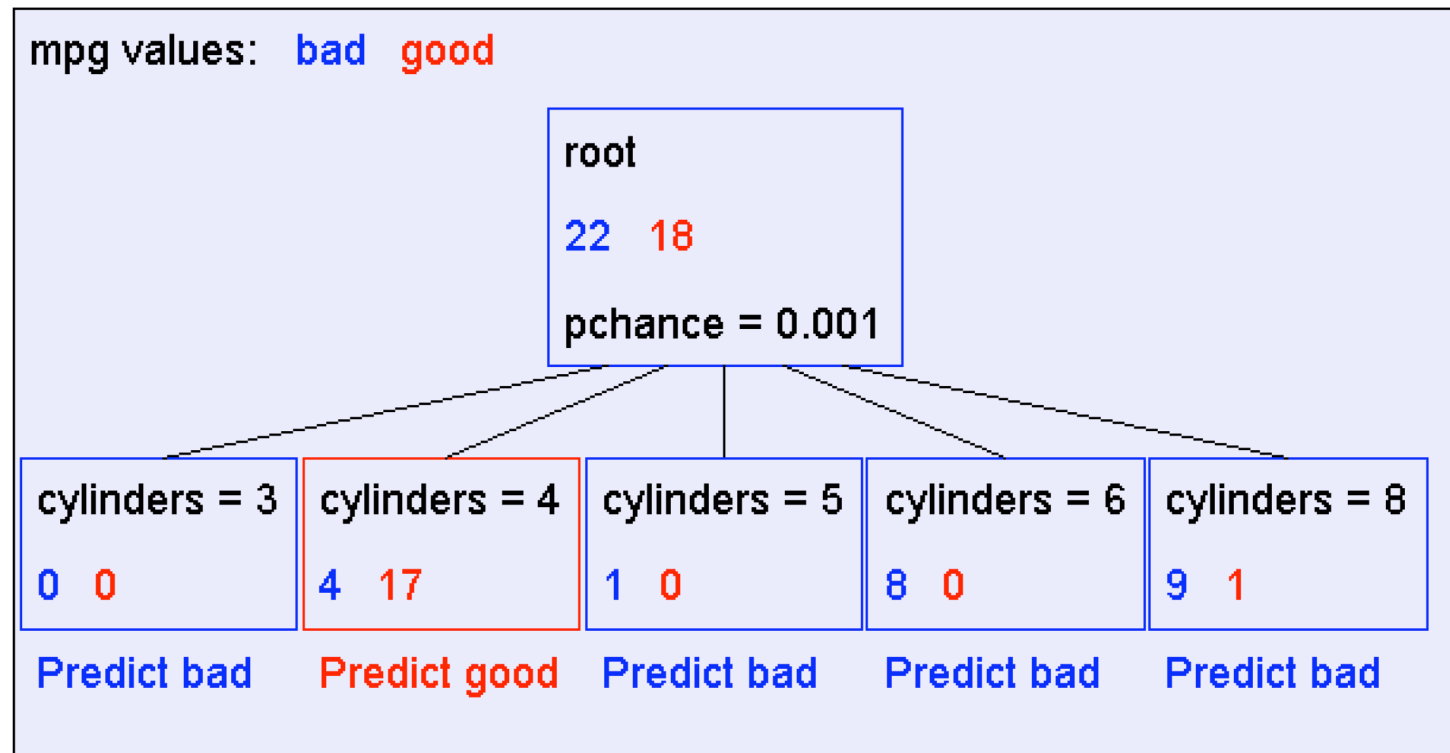 mpg values: bad good
root
22 18
pchance = 0.001
cylinders = 3
0 0
Predict bad
cylinders = 4
4 17
Predict good
cylinders = 5
1 0
Predict bad
cylinders = 6
8 0
Predict bad
cylinders = 8
9 1
Predict bad